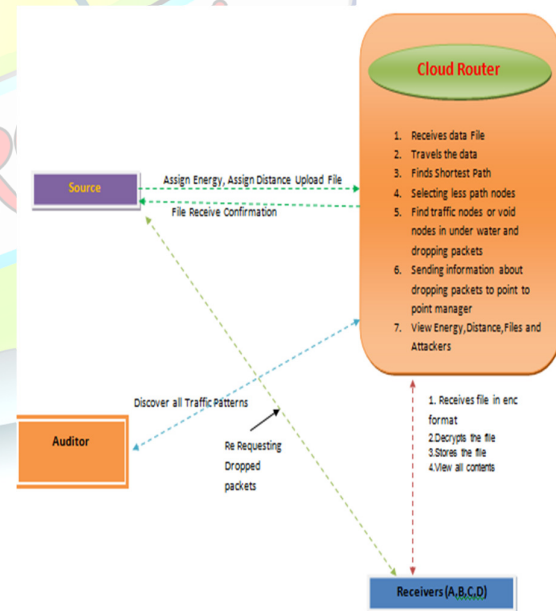 Cloud Router
1. Receives data File
2. Travels the data
3. Finds Shortest Path
4. Selecting less path nodes
5. Find traffic nodes or void
nodes in under water and
dropping packets
6. Sending information about
dropping packets to point to
point manager
7. View Energy,Distance,Files and
Attackers
Source
Assign Energy, Assign Distance Upload File
File Receive Confirmation
Discover all Traffic Patterns
Auditor
Re Requesting
Dropped
packets
1. Receives file in enc
format
2.Decrypts the file
3.Stores the file
4.View all contents
Receivers (A,B,C,D)